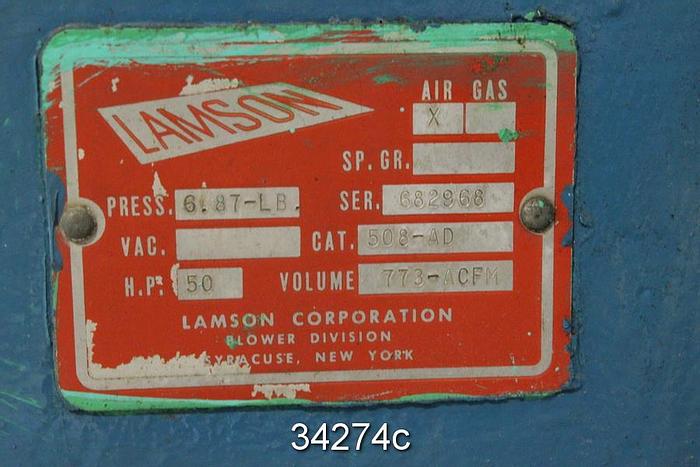 LAMSON
AIR GAS
X
SP. GR.
PRESS. 6.87-LB. SER. 682968
VAC. CAT. 508-AD
H.P. 50 VOLUME 773-ACFM
LAMSON CORPORATION
BLOWER DIVISION
SYRACUSE, NEW YORK
34274c